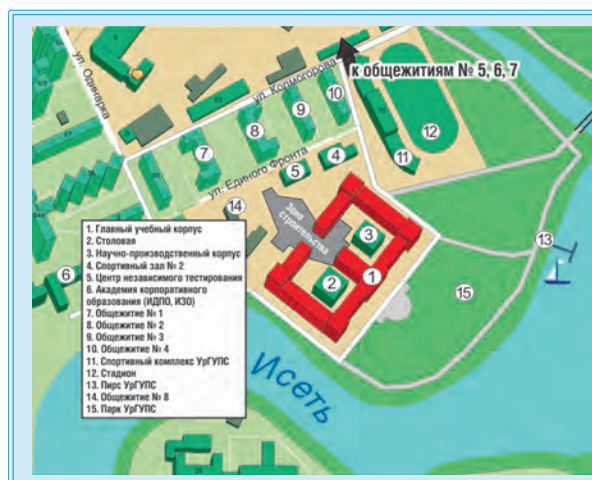 к общежитиям № 5, 6, 7
ул. Одинарка
ул. Колмогорова
10
9
8
7
12
11
ул. Единого Фронта
4
5
14
Зона строительства
3
13
6
2
1
15
1. Главный учебный корпус
2. Столовая
3. Научно-производственный корпус
4. Спортивный зал № 2
5. Центр независимого тестирования
6. Академия корпоративного
образования (ИДПО, ИЗО)
7. Общежитие № 1
8. Общежитие № 2
9. Общежитие № 3
10. Общежитие № 4
11. Спортивный комплекс УрГУПС
12. Стадион
13. Пирс УрГУПС
14. Общежитие № 8
15. Парк УрГУПС
Исеть